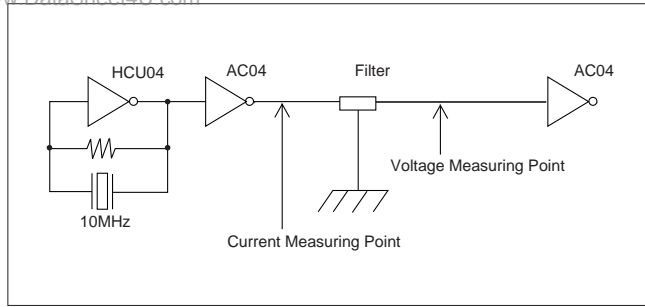 HCU04
AC04
Filter
AC04
Voltage Measuring Point
10MHz
Current Measuring Point